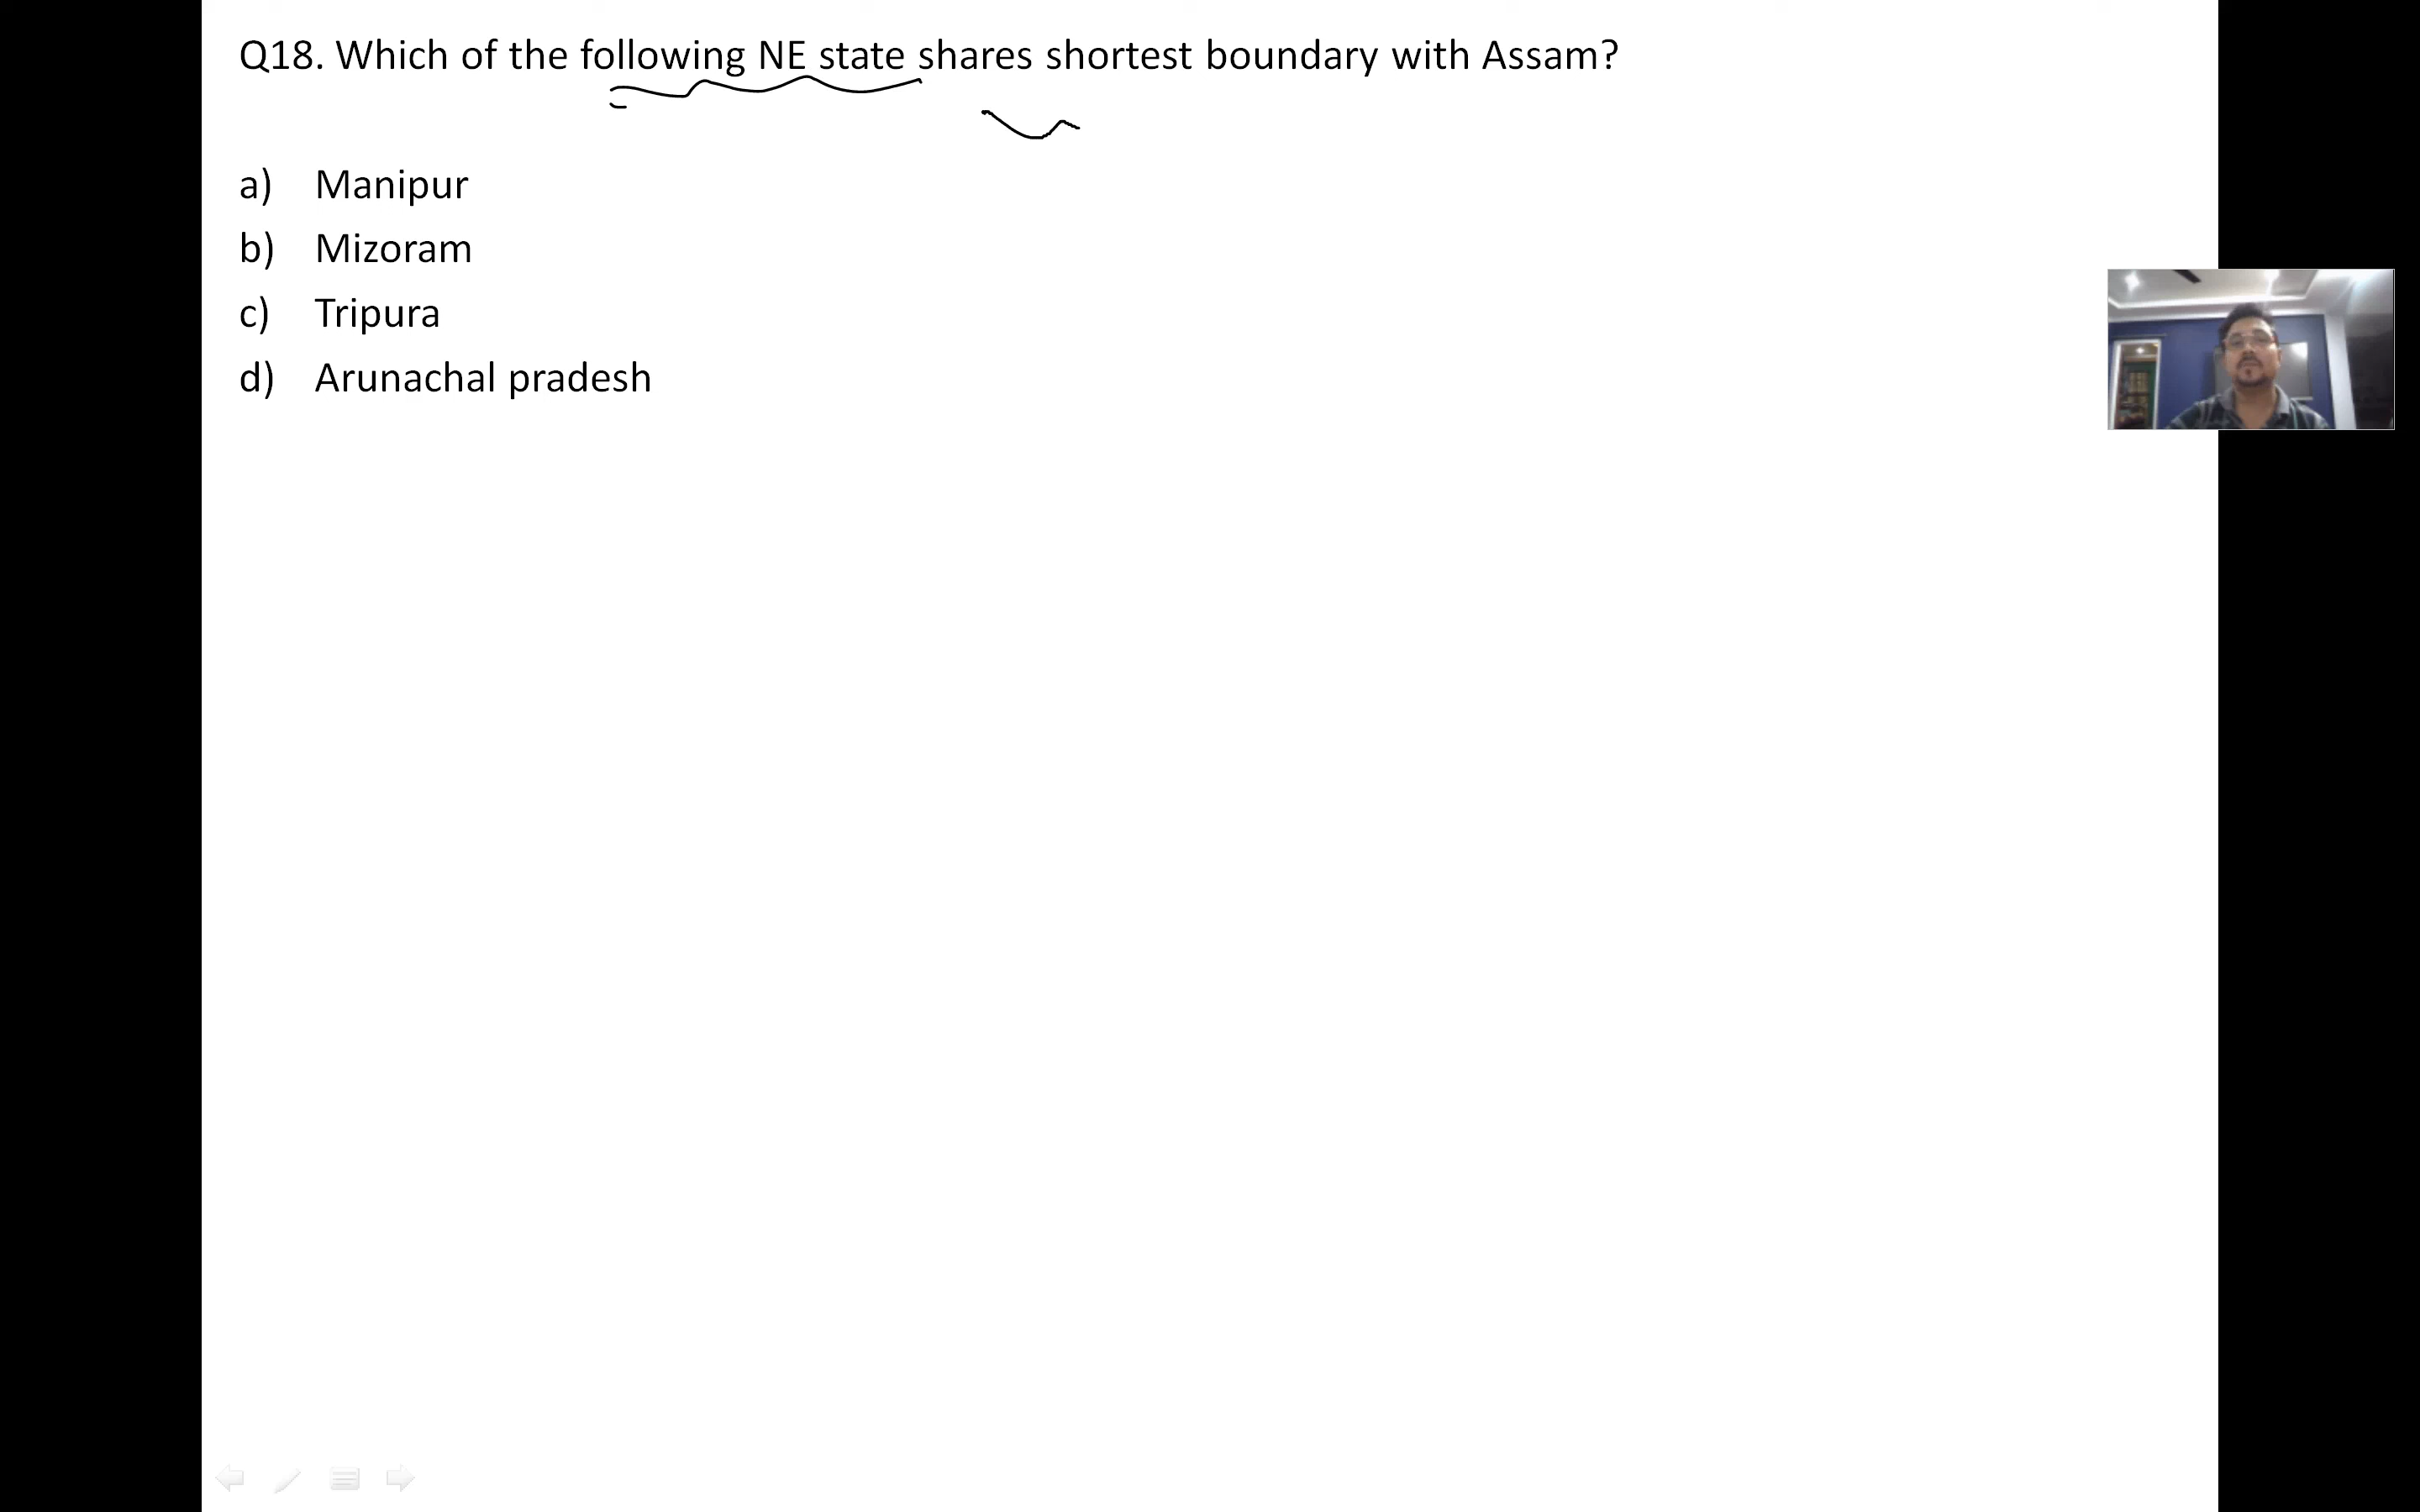 Q18. Which of the following NE state shares shortest boundary with Assam?
a) Manipur
b) Mizoram
c) Tripura
d) Arunachal pradesh